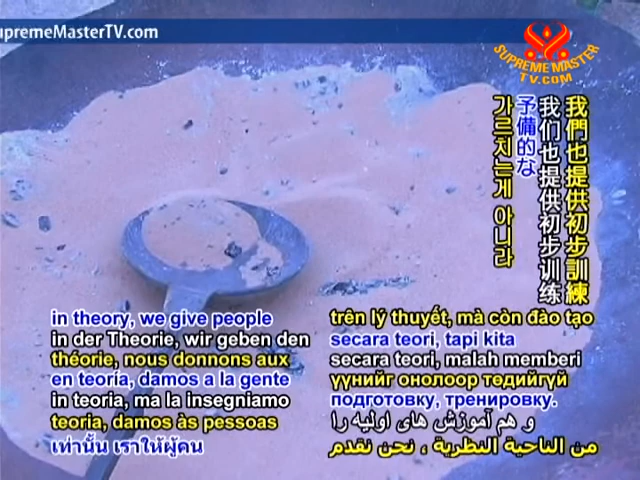 SupremeMasterTV.com
SUPREME MASTER
TV.COM
我們也提供初步訓練
我们也提供初步训练
予備的な
가르치는게 아니라
in theory, we give people
in der Theorie, wir geben den
théorie, nous donnons aux
en teoría, damos a la gente
in teoria, ma la insegniamo
teoria, damos às pessoas
เท่านั้น เราให้ผู้คน
trên lý thuyết, mà còn đào tạo
secara teori, tapi kita
secara teori, malah memberi
үүнийг онолоор төдийгүй
подготовку, тренировку.
و هم آموزش های اولیه را
من الناحية النظرية ، نحن نقدم